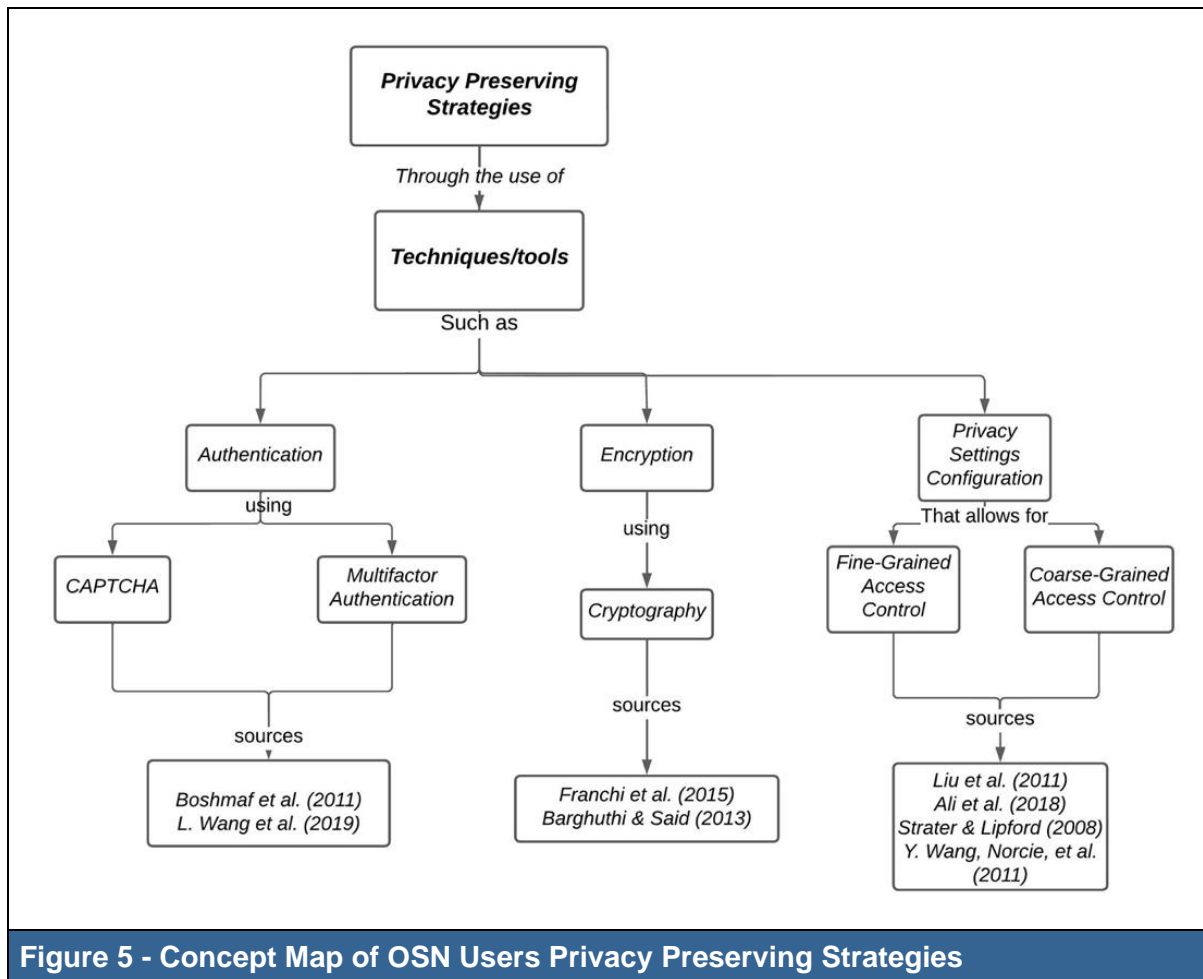 Privacy Preserving
Strategies
Through the use of
Techniques/tools
Such as
Authentication
Encryption
Privacy
Settings
Configuration
using
using
That allows for
CAPTCHA
Multifactor
Authentication
Cryptography
Fine-Grained
Access
Control
Coarse-Grained
Access Control
sources
sources
sources
Boshmaf et al. (2011)
L. Wang et al. (2019)
Franchi et al. (2015)
Barghuthi & Said (2013)
Liu et al. (2011)
Ali et al. (2018)
Strater & Lipford (2008)
Y. Wang, Norcie, et al.
(2011)
Figure 5 - Concept Map of OSN Users Privacy Preserving Strategies